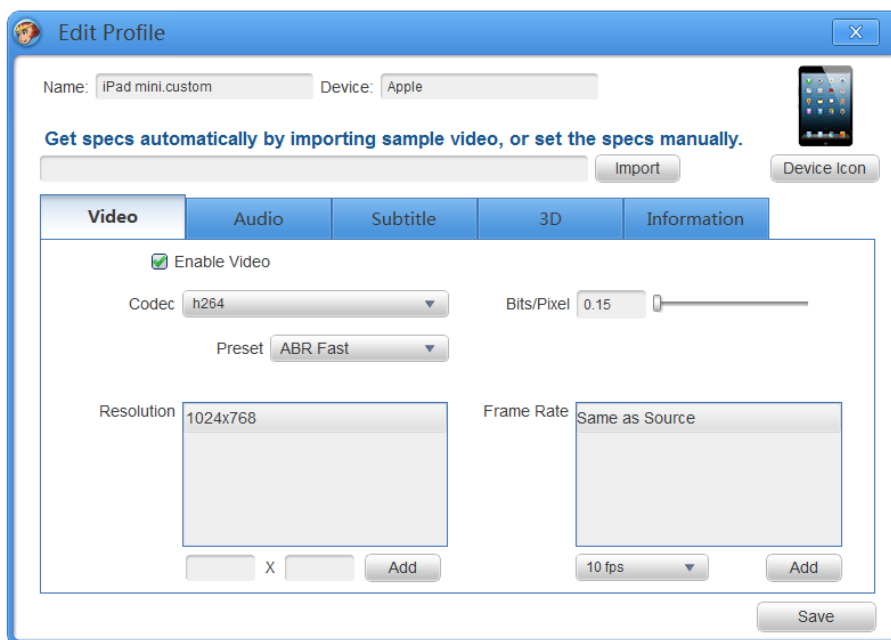 Edit Profile
X
Name: iPad mini.custom Device: Apple
Get specs automatically by importing sample video, or set the specs manually.
Import Device Icon
Video Audio Subtitle 3D Information
Enable Video
Codec h264 Bits/Pixel 0.15
Preset ABR Fast
Resolution 1024x768 Frame Rate Same as Source
X Add 10 fps Add
Save